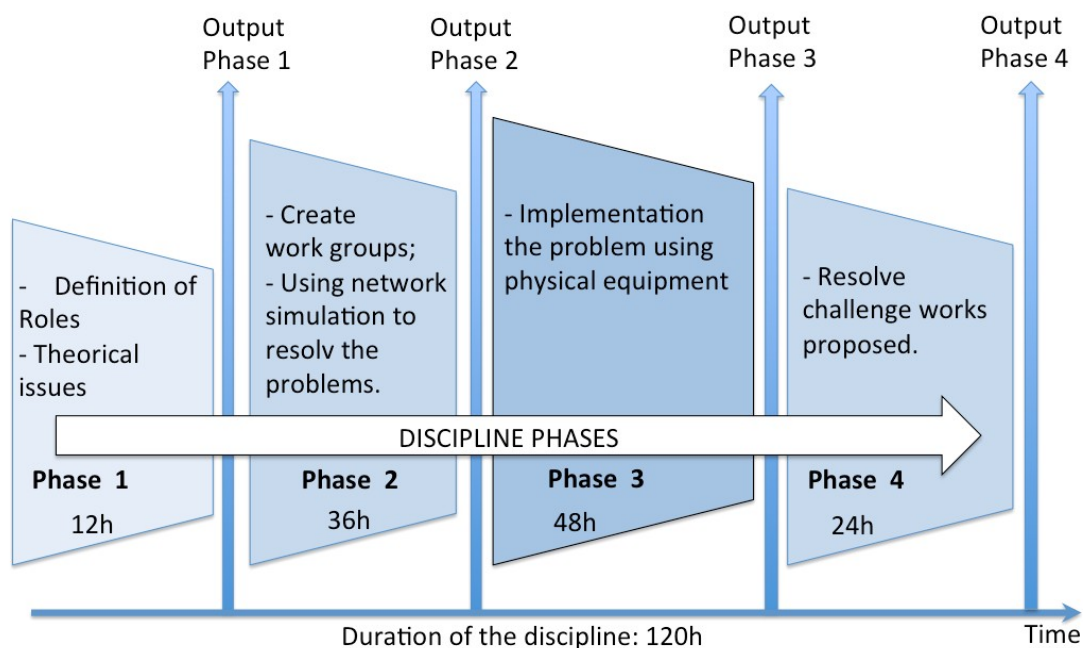 Output
Phase 1
Output
Phase 2
Output
Phase 3
Output
Phase 4
- Definition of
Roles
- Theorical
issues
- Create
work groups;
- Using network
simulation to
resolv the
problems.
- Implementation
the problem using
physical equipment
- Resolve
challenge works
proposed.
DISCIPLINE PHASES
Phase 1
12h
Phase 2
36h
Phase 3
48h
Phase 4
24h
Duration of the discipline: 120h
Time